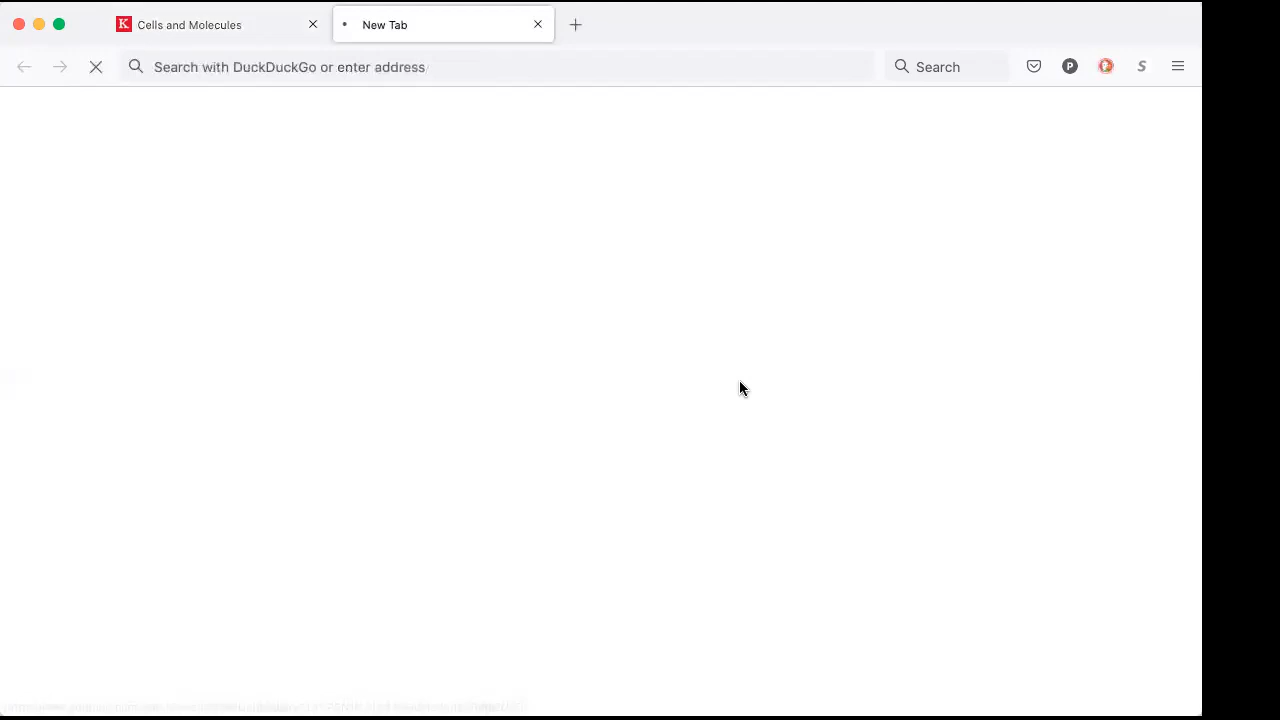 K Cells and Molecules
New Tab
Search with DuckDuckGo or enter address
Search
P
S